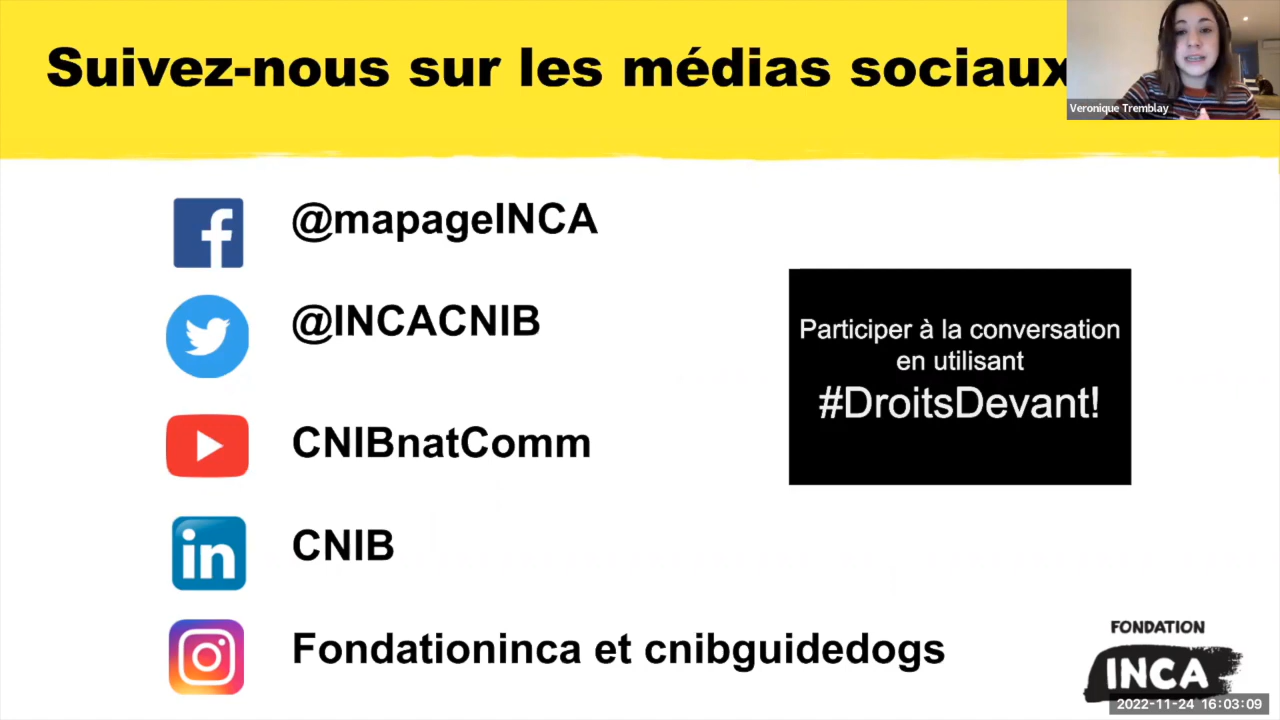 Suivez-nous sur les médias sociaux
Veronique Tremblay
@mapageINCA
@INCACNIB
CNIBnatComm
CNIB
Fondationinca et cnibguidedogs
Participer à la conversation
en utilisant
#DroitsDevant!
FONDATION
INCA
2022-11-24 16:03:09